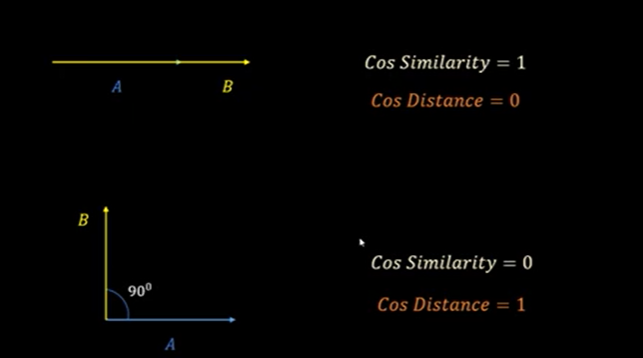 A B
Cos Similarity = 1
Cos Distance = 0
B
90⁰
A
Cos Similarity = 0
Cos Distance = 1